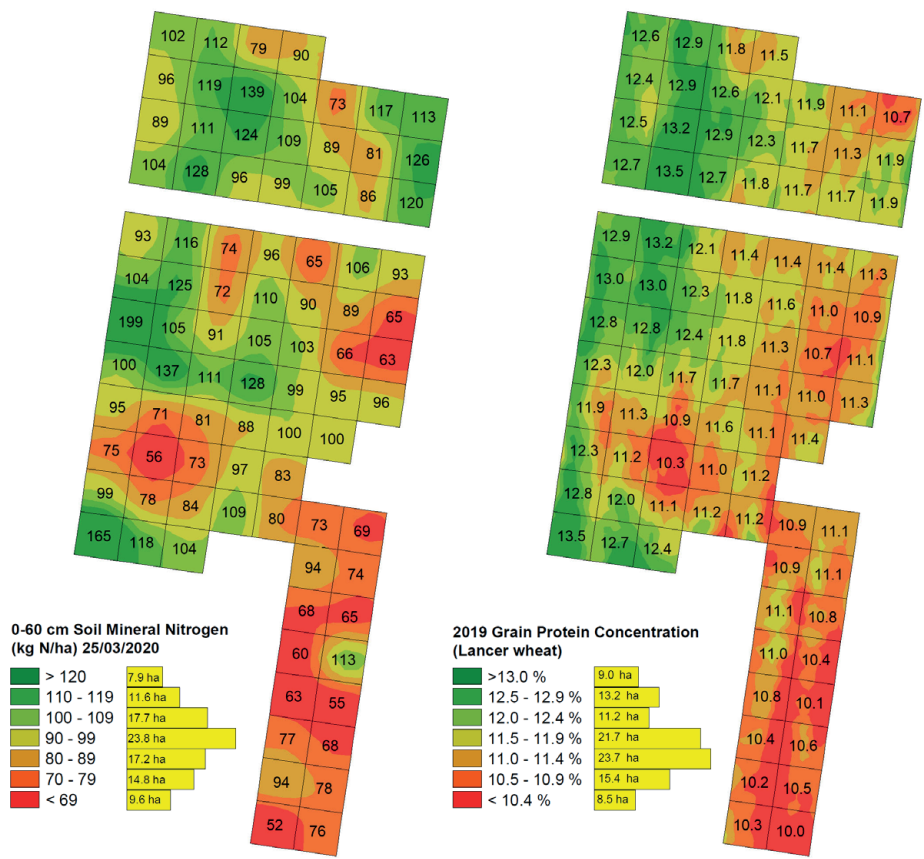 102 112 79 90
96 119 139 104 73 117 113
89 111 124 109 89 81 126
104 128 96 99 105 86 120
93 116 74 96 65 106 93
104 125 72 110 90 89 65
199 105 91 105 103 66 63
100 137 111 128 99 95 96
95 71 81 88 100 100
75 56 73 97 83
99 78 84 109 80 73 69
165 118 104
94 74
68 65
60 113
63 55
77 68
94 78
52 76
0-60 cm Soil Mineral Nitrogen
(kg N/ha) 25/03/2020
> 120 7.9 ha
110 - 119 11.6 ha
100 - 109 17.7 ha
90 - 99 23.8 ha
80 - 89 17.2 ha
70 - 79 14.8 ha
< 69 9.6 ha
12.6 12.9 11.8 11.5
12.4 12.9 12.6 12.1 11.9 11.1 10.7
12.5 13.2 12.9 12.3 11.7 11.3 11.9
12.7 13.5 12.7 11.8 11.7 11.7 11.9
12.9 13.2 12.1 11.4 11.4 11.4 11.3
13.0 13.0 12.3 11.8 11.6 11.0 10.9
12.8 12.8 12.4 11.8 11.3 10.7 11.1
12.3 12.0 11.7 11.7 11.1 11.0 11.3
11.9 11.3 10.9 11.6 11.1 11.4
12.3 11.2 10.3 11.0 11.2
12.8 12.0 11.1 11.2 11.2 10.9 11.1
13.5 12.7 12.4
10.9 11.1
11.1 10.8
11.0 10.4
10.8 10.1
10.4 10.6
10.2 10.5
10.3 10.0
2019 Grain Protein Concentration
(Lancer wheat)
>13.0 % 9.0 ha
12.5 - 12.9 % 13.2 ha
12.0 - 12.4 % 11.2 ha
11.5 - 11.9 % 21.7 ha
11.0 - 11.4 % 23.7 ha
10.5 - 10.9 % 15.4 ha
< 10.4 % 8.5 ha